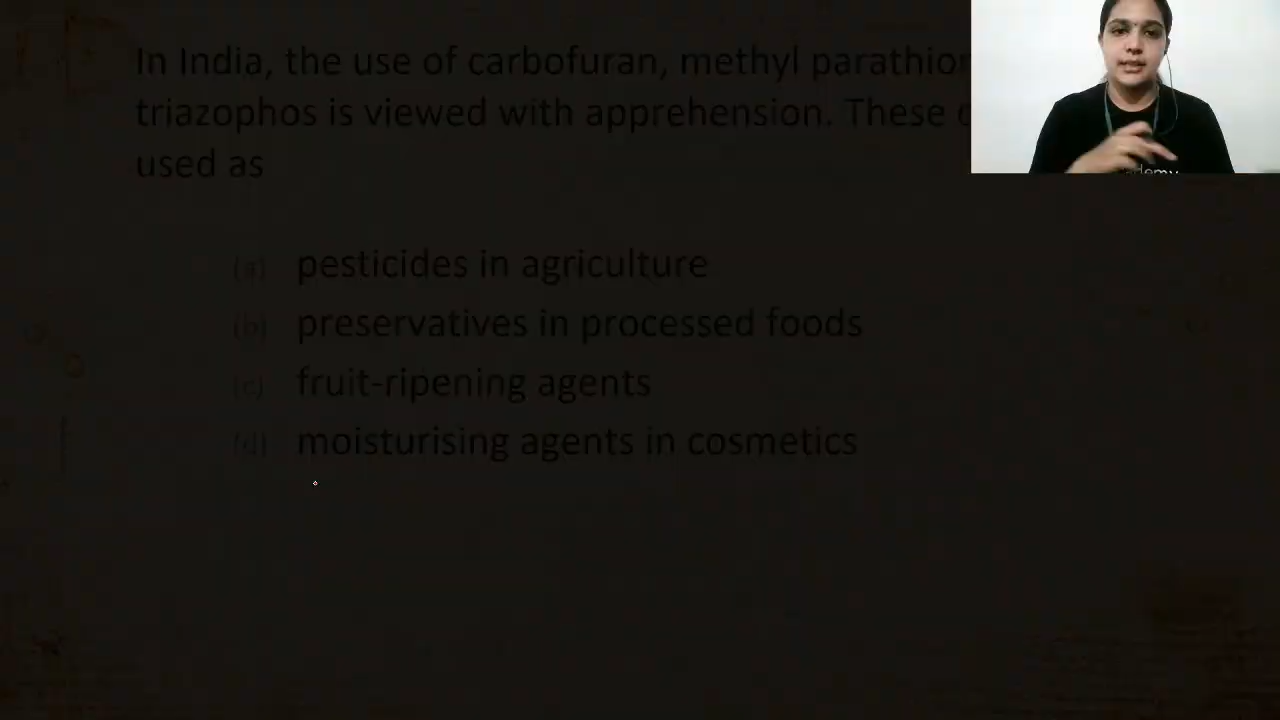 In India, the use of carbofuran, methyl parathion
triazophos is viewed with apprehension. These
used as
(a) pesticides in agriculture
(b) preservatives in processed foods
(c) fruit-ripening agents
(d) moisturising agents in cosmetics